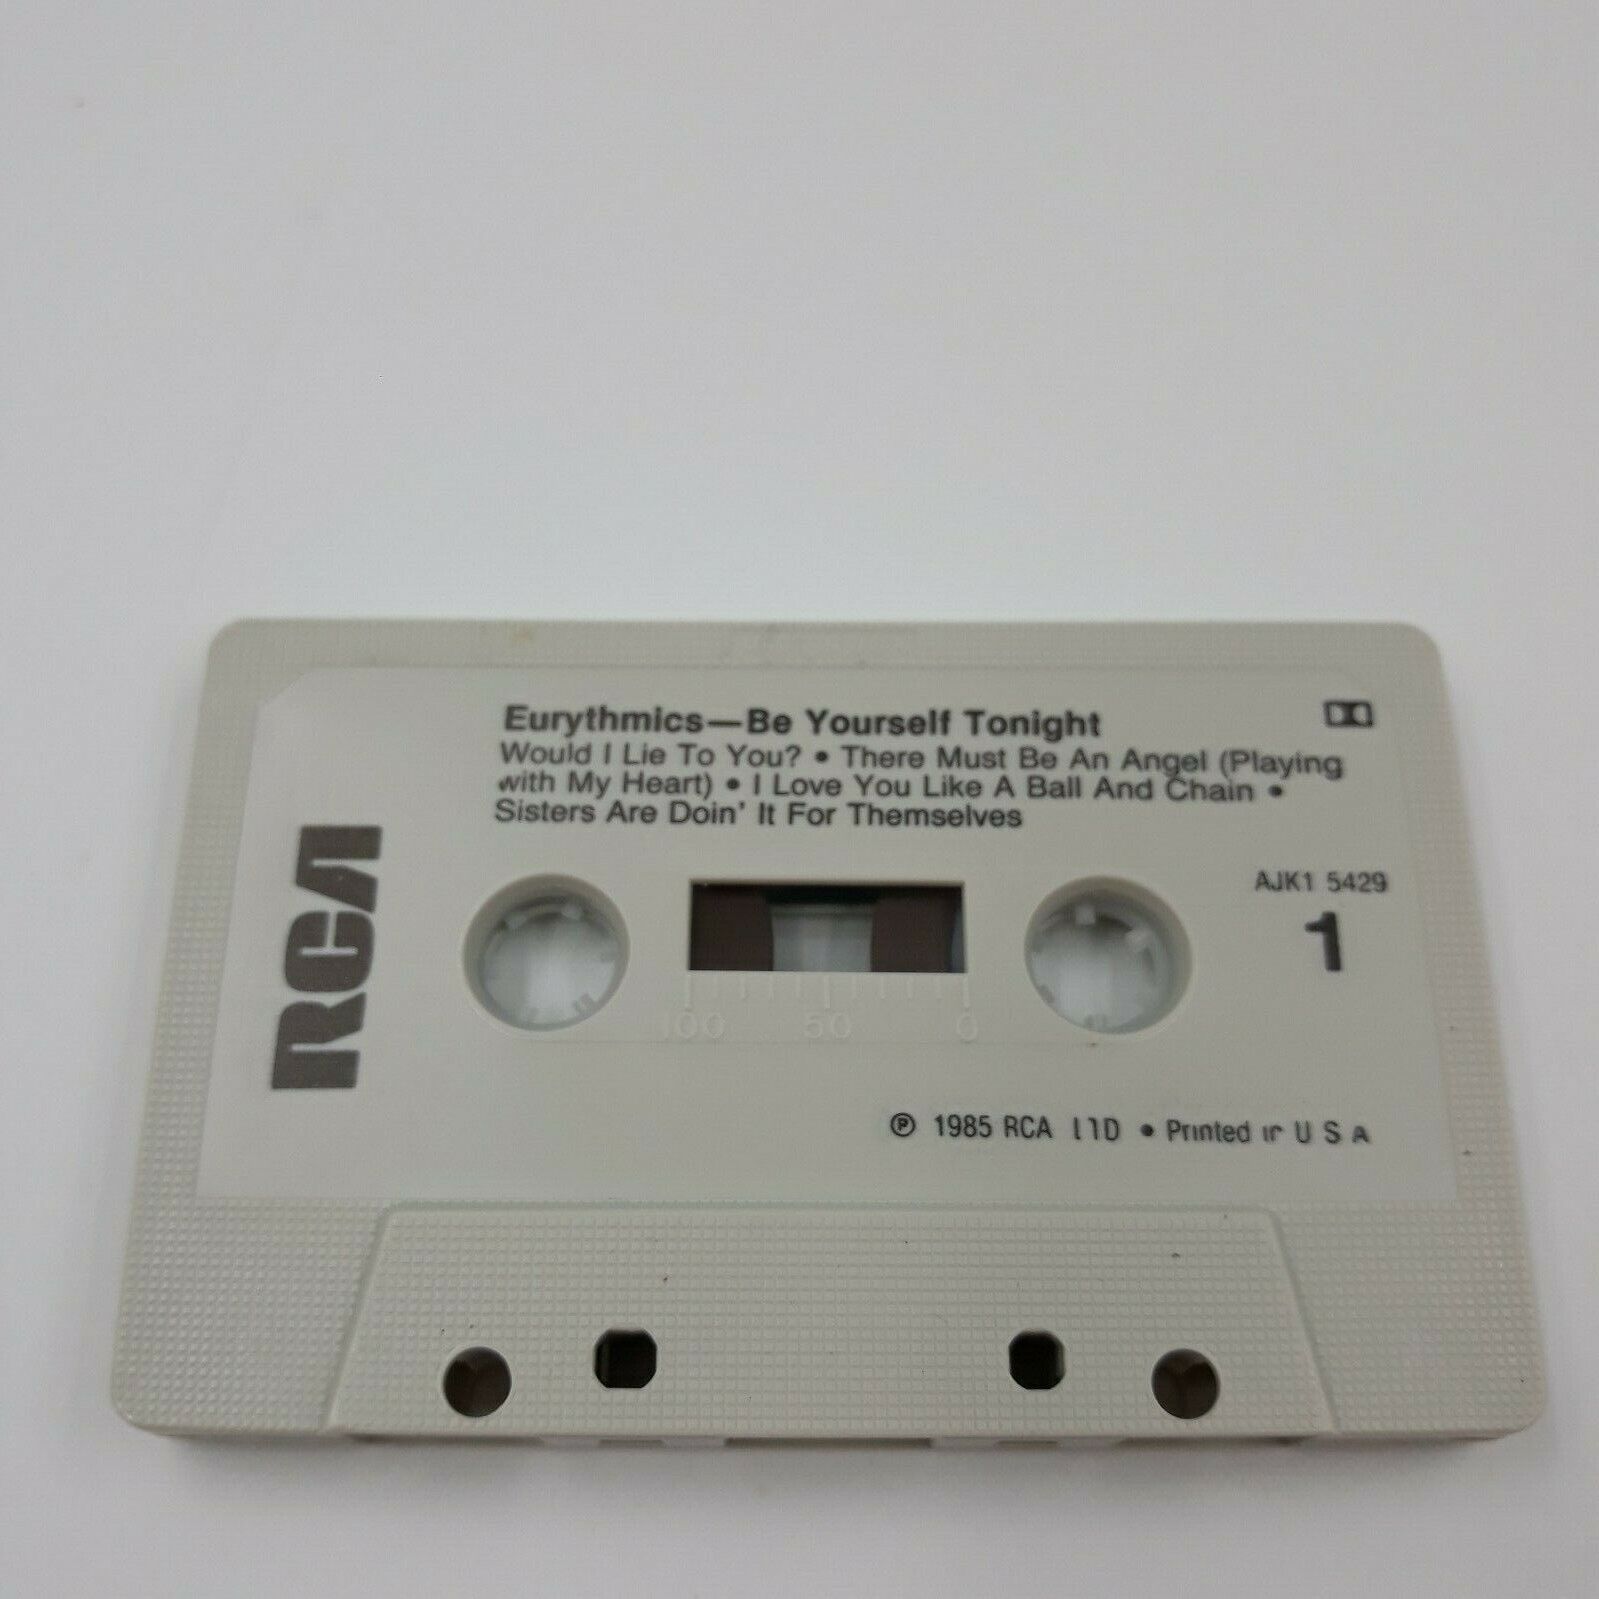 Eurythmics—Be Yourself Tonight
Would I Lie To You? • There Must Be An Angel (Playing
with My Heart) • I Love You Like A Ball And Chain •
Sisters Are Doin' It For Themselves
RCA
AJK1 5429
1
100 50 0
℗ 1985 RCA LTD • Printed in U S A